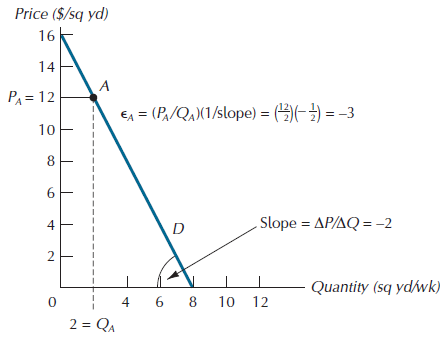 Price ($/sq yd)
16
14
A
P_A = 12
ϵ_A = (P_A/Q_A)(1/slope) = (12/2)(−1/2) = −3
10
8
6
4
D
Slope = ΔP/ΔQ = −2
2
Quantity (sq yd/wk)
0 4 6 8 10 12
2 = Q_A